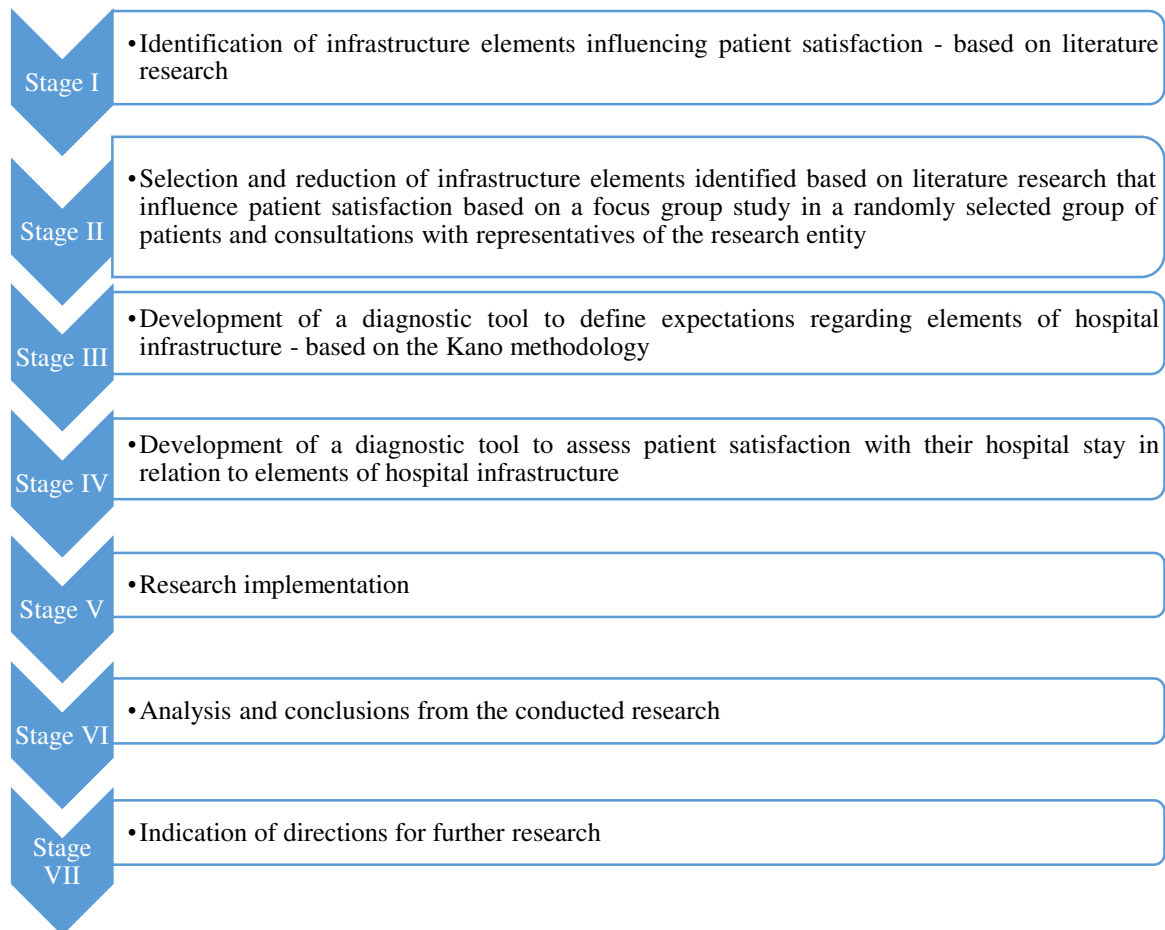 Stage I
•Identification of infrastructure elements influencing patient satisfaction - based on literature
research
Stage II
•Selection and reduction of infrastructure elements identified based on literature research that
influence patient satisfaction based on a focus group study in a randomly selected group of
patients and consultations with representatives of the research entity
Stage III
•Development of a diagnostic tool to define expectations regarding elements of hospital
infrastructure - based on the Kano methodology
Stage IV
•Development of a diagnostic tool to assess patient satisfaction with their hospital stay in
relation to elements of hospital infrastructure
Stage V
•Research implementation
Stage VI
•Analysis and conclusions from the conducted research
Stage
VII
•Indication of directions for further research